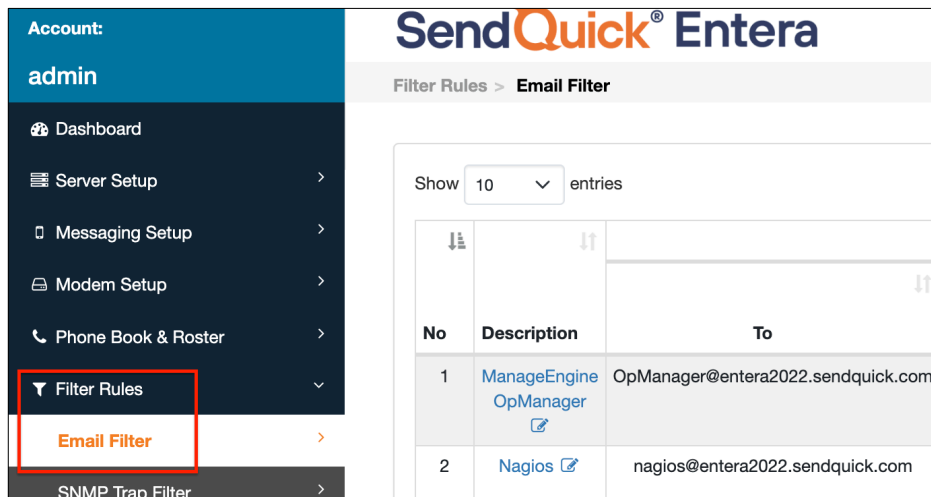 Account:
admin
Dashboard
Server Setup
Messaging Setup
Modem Setup
Phone Book & Roster
Filter Rules
Email Filter
SNMP Trap Filter
SendQuick® Entera
Filter Rules > Email Filter
Show 10 entries
No Description To
1 ManageEngine OpManager@entera2022.sendquick.com
OpManager
2 Nagios nagios@entera2022.sendquick.com